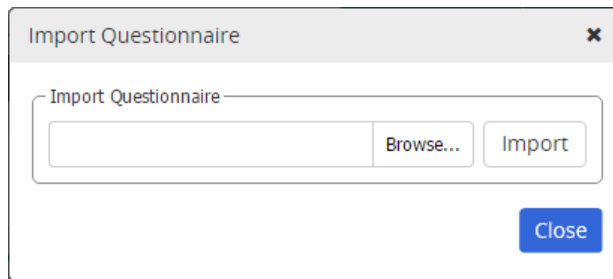 Import Questionnaire ✖
Import Questionnaire
Browse... Import
Close